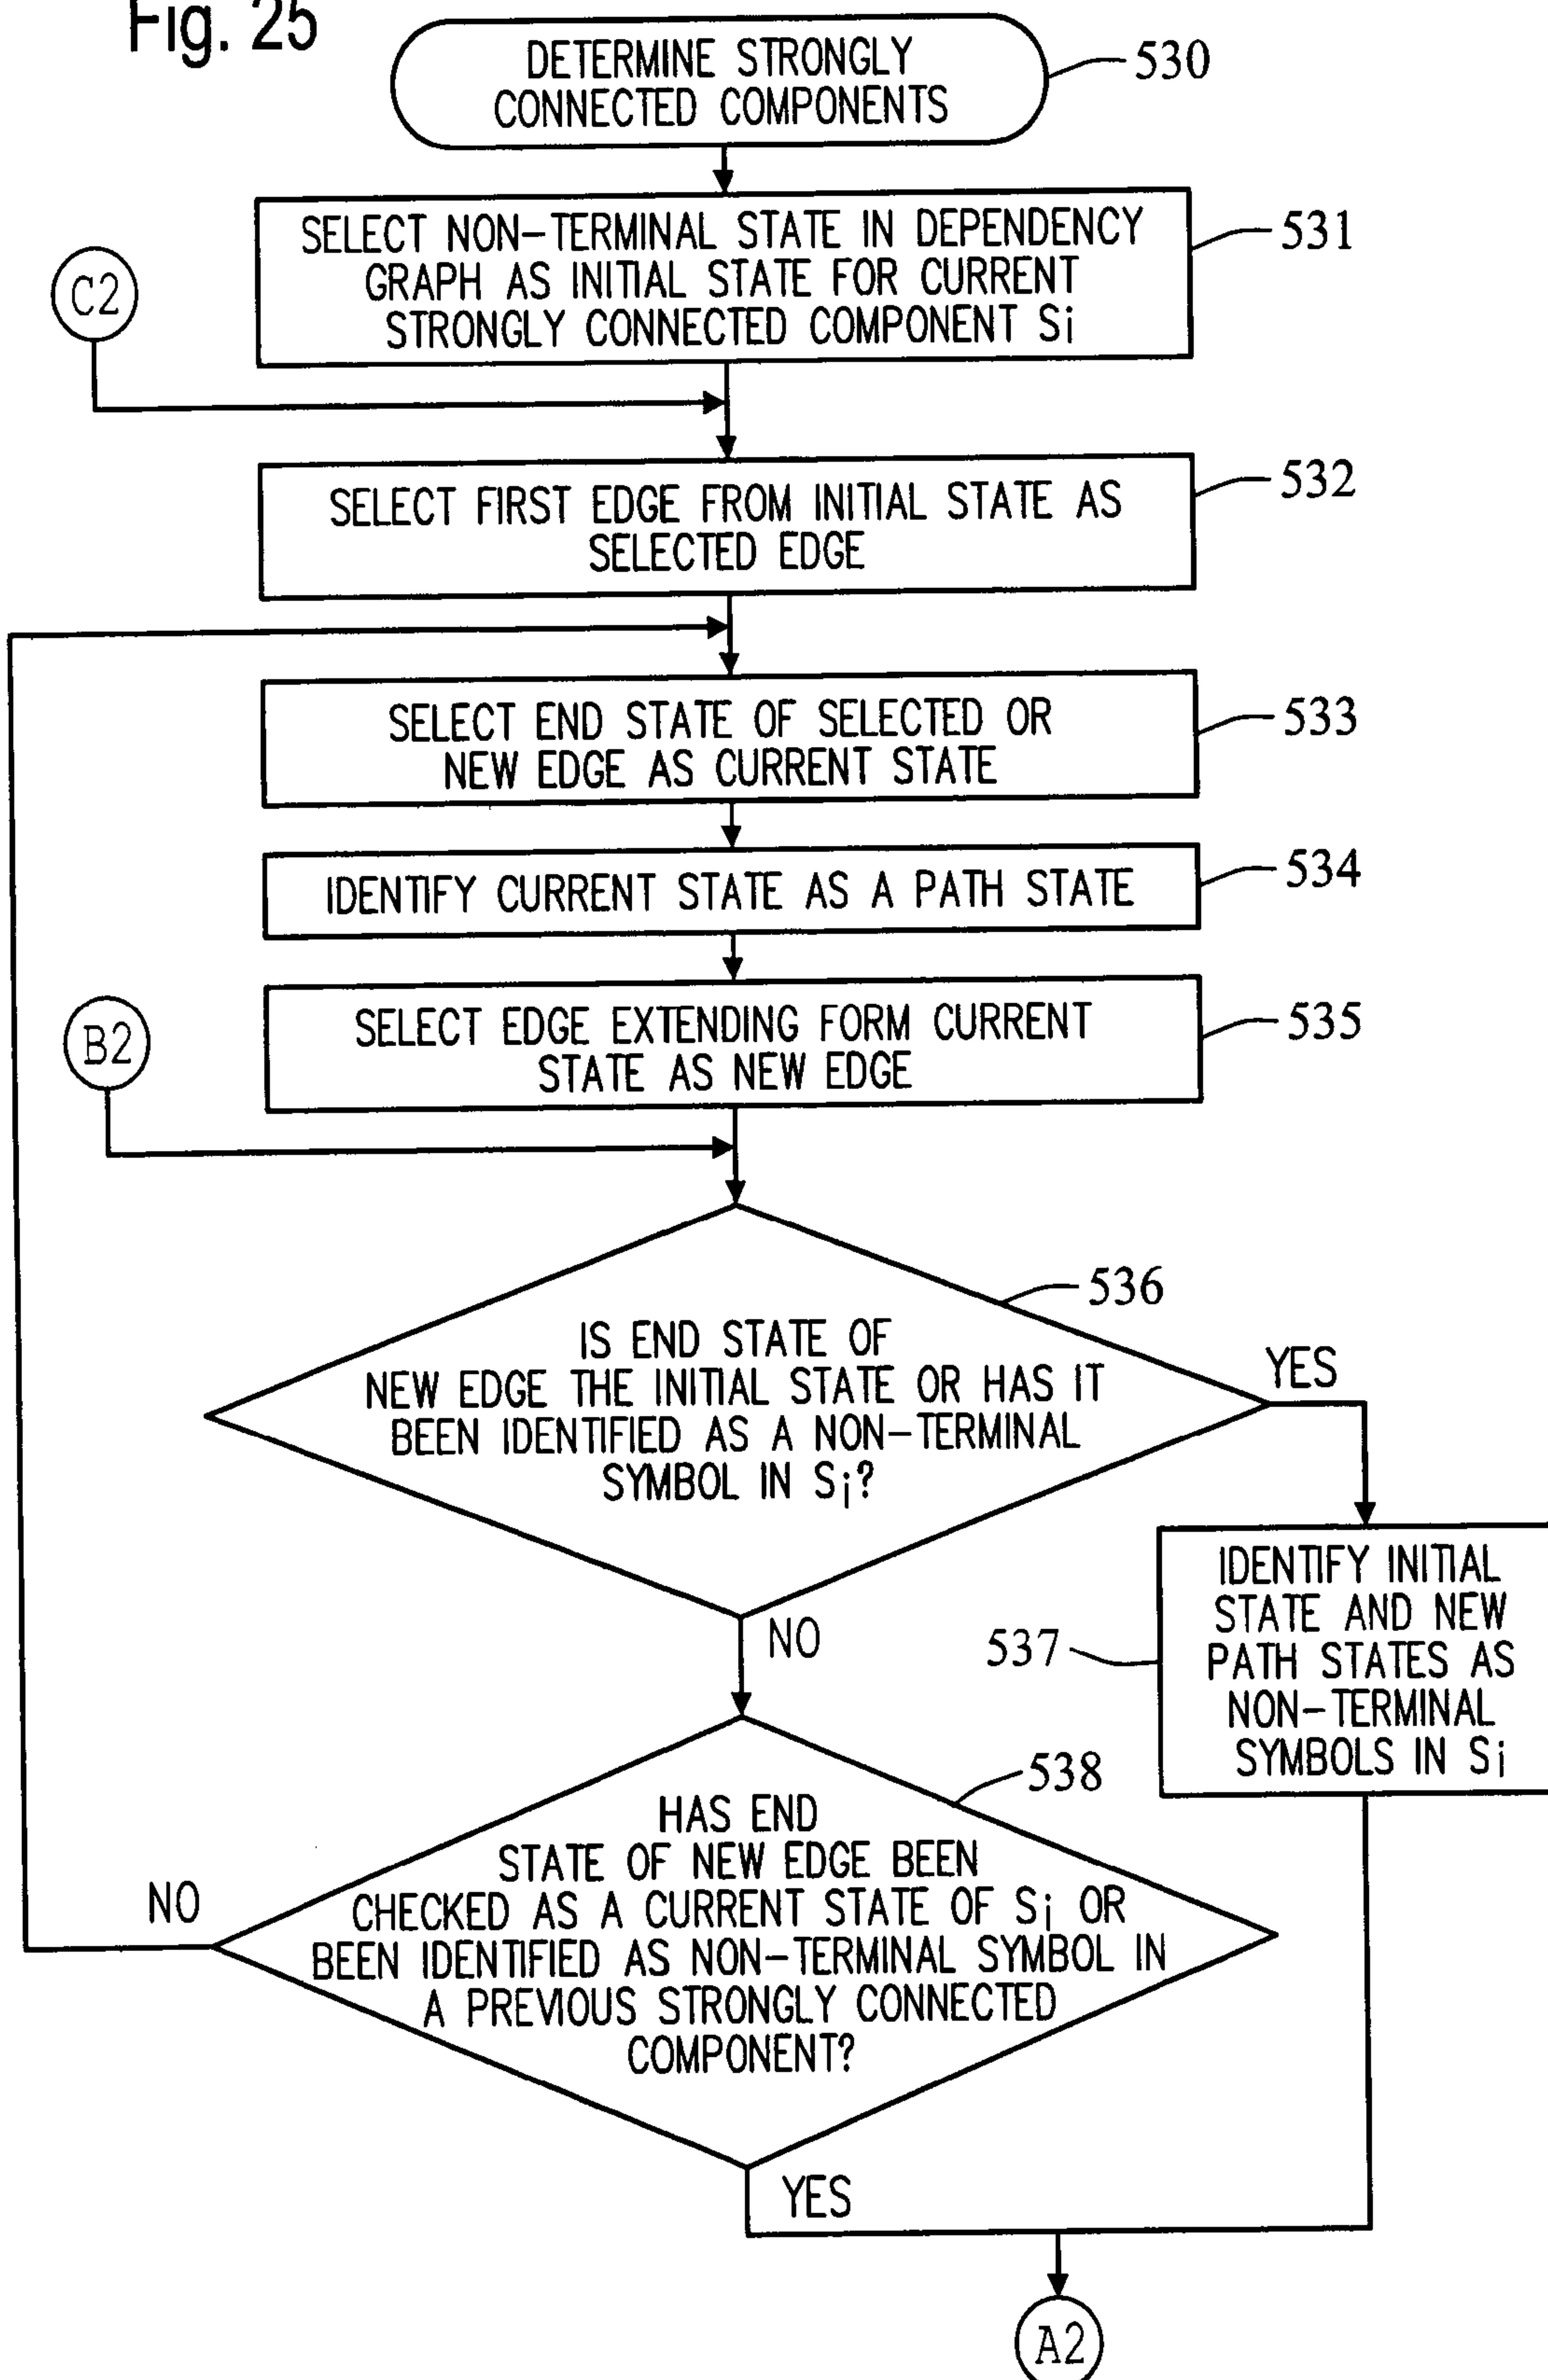 Fig. 25
DETERMINE STRONGLY
CONNECTED COMPONENTS
530
SELECT NON-TERMINAL STATE IN DEPENDENCY
GRAPH AS INITIAL STATE FOR CURRENT
STRONGLY CONNECTED COMPONENT Si
531
C2
SELECT FIRST EDGE FROM INITIAL STATE AS
SELECTED EDGE
532
SELECT END STATE OF SELECTED OR
NEW EDGE AS CURRENT STATE
533
IDENTIFY CURRENT STATE AS A PATH STATE
534
SELECT EDGE EXTENDING FORM CURRENT
STATE AS NEW EDGE
535
B2
IS END STATE OF
NEW EDGE THE INITIAL STATE OR HAS IT
BEEN IDENTIFIED AS A NON-TERMINAL
SYMBOL IN Si?
536
YES
NO
IDENTIFY INITIAL
STATE AND NEW
PATH STATES AS
NON-TERMINAL
SYMBOLS IN Si
537
HAS END
STATE OF NEW EDGE BEEN
CHECKED AS A CURRENT STATE OF Si OR
BEEN IDENTIFIED AS NON-TERMINAL SYMBOL IN
A PREVIOUS STRONGLY CONNECTED
COMPONENT?
538
NO
YES
A2